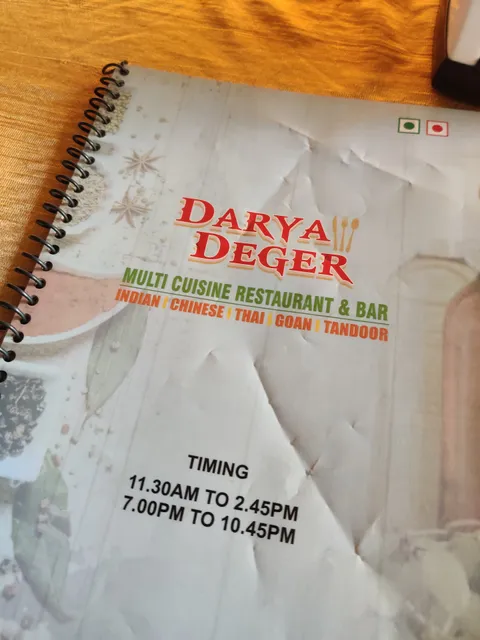 DARYA
DEGER
MULTI CUISINE RESTAURANT & BAR
INDIAN | CHINESE | THAI | GOAN | TANDOOR
TIMING
11.30AM TO 2.45PM
7.00PM TO 10.45PM